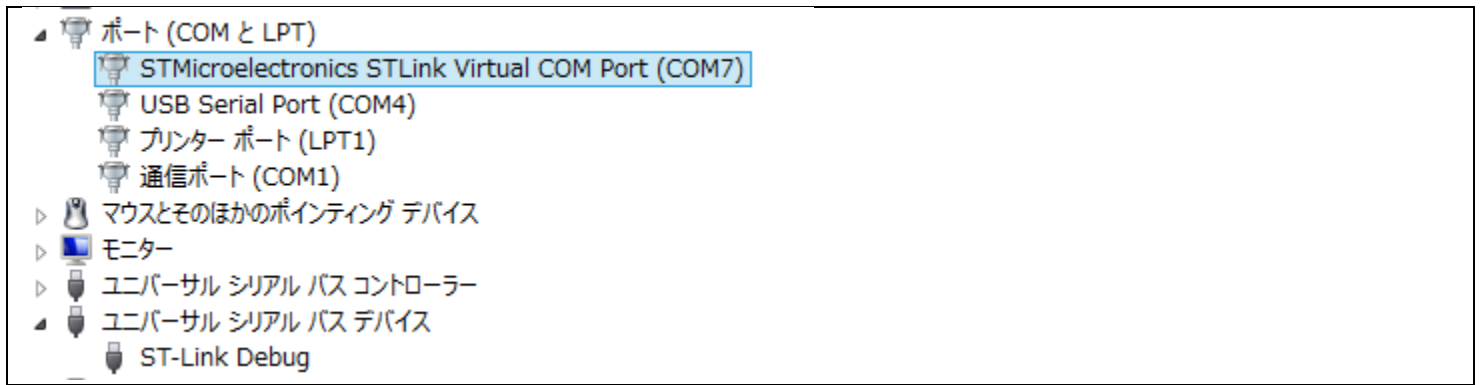 ポート (COM と LPT)
STMicroelectronics STLink Virtual COM Port (COM7)
USB Serial Port (COM4)
プリンター ポート (LPT1)
通信ポート (COM1)
マウスとそのほかのポインティング デバイス
モニター
ユニバーサル シリアル バス コントローラー
ユニバーサル シリアル バス デバイス
ST-Link Debug